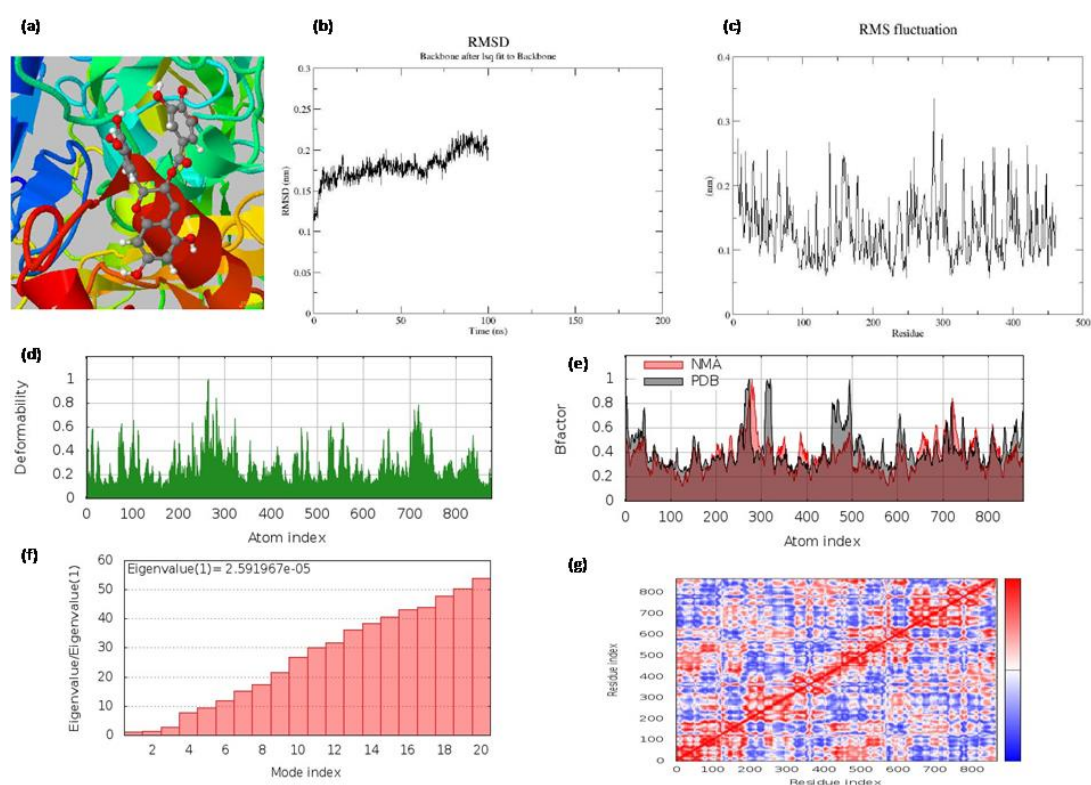 (a)
(b)
RMSD
Backbone after lsq fit to Backbone
0.3
0.25
0.2
0.15
0.1
0.05
0
RMSD (nm)
0 50 100 150 200
Time (ns)
(c)
RMS fluctuation
0.4
0.3
0.2
0.1
0
(nm)
0 100 200 300 400 500
Residue
(d)
Deformability
1
0.8
0.6
0.4
0.2
0
0 100 200 300 400 500 600 700 800
Atom index
(e)
NMA
PDB
Bfactor
1
0.8
0.6
0.4
0.2
0
0 100 200 300 400 500 600 700 800
Atom index
(f)
Eigenvalue(1)= 2.591967e-05
Eigenvalue/Eigenvalue(1)
60
50
40
30
20
10
0
2 4 6 8 10 12 14 16 18 20
Mode index
(g)
Residue index
800
700
600
500
400
300
200
100
0
0 100 200 300 400 500 600 700 800
Residue index